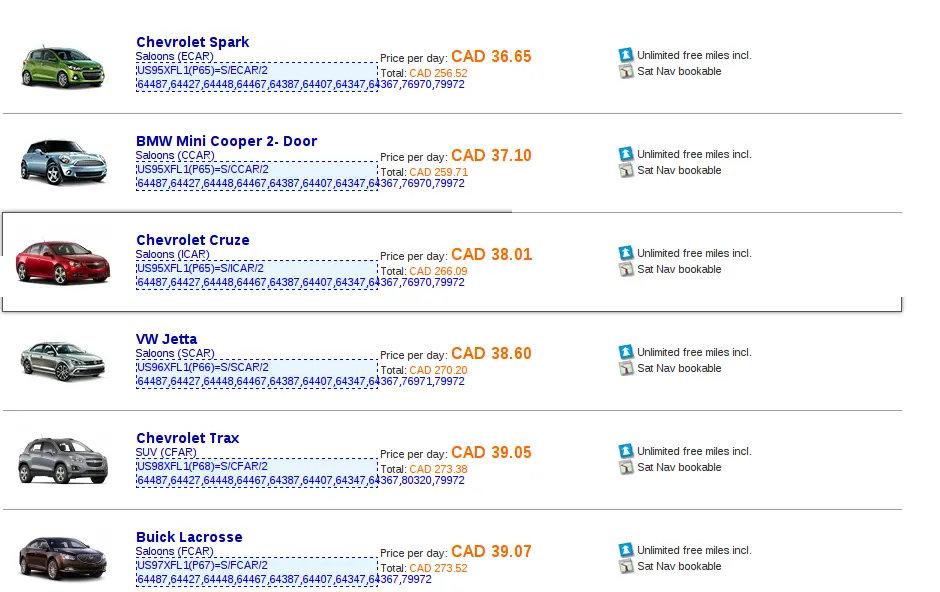 Chevrolet Spark
Saloons (ECAR)
US95XFL1(P65)=S/ECAR/2
64487,64427,64448,64467,64387,64407,64347,64367,76970,79972
Price per day: CAD 36.65
Total: CAD 256.52
Unlimited free miles incl.
Sat Nav bookable
BMW Mini Cooper 2- Door
Saloons (CCAR)
US95XFL1(P65)=S/CCAR/2
64487,64427,64448,64467,64387,64407,64347,64367,76970,79972
Price per day: CAD 37.10
Total: CAD 259.71
Unlimited free miles incl.
Sat Nav bookable
Chevrolet Cruze
Saloons (ICAR)
US95XFL1(P65)=S/ICAR/2
64487,64427,64448,64467,64387,64407,64347,64367,76970,79972
Price per day: CAD 38.01
Total: CAD 266.09
Unlimited free miles incl.
Sat Nav bookable
VW Jetta
Saloons (SCAR)
US96XFL1(P66)=S/SCAR/2
64487,64427,64448,64467,64387,64407,64347,64367,76971,79972
Price per day: CAD 38.60
Total: CAD 270.20
Unlimited free miles incl.
Sat Nav bookable
Chevrolet Trax
SUV (CFAR)
US98XFL1(P68)=S/CFAR/2
64487,64427,64448,64467,64387,64407,64347,64367,80320,79972
Price per day: CAD 39.05
Total: CAD 273.38
Unlimited free miles incl.
Sat Nav bookable
Buick Lacrosse
Saloons (FCAR)
US97XFL1(P67)=S/FCAR/2
64487,64427,64448,64467,64387,64407,64347,64367,79972
Price per day: CAD 39.07
Total: CAD 273.52
Unlimited free miles incl.
Sat Nav bookable